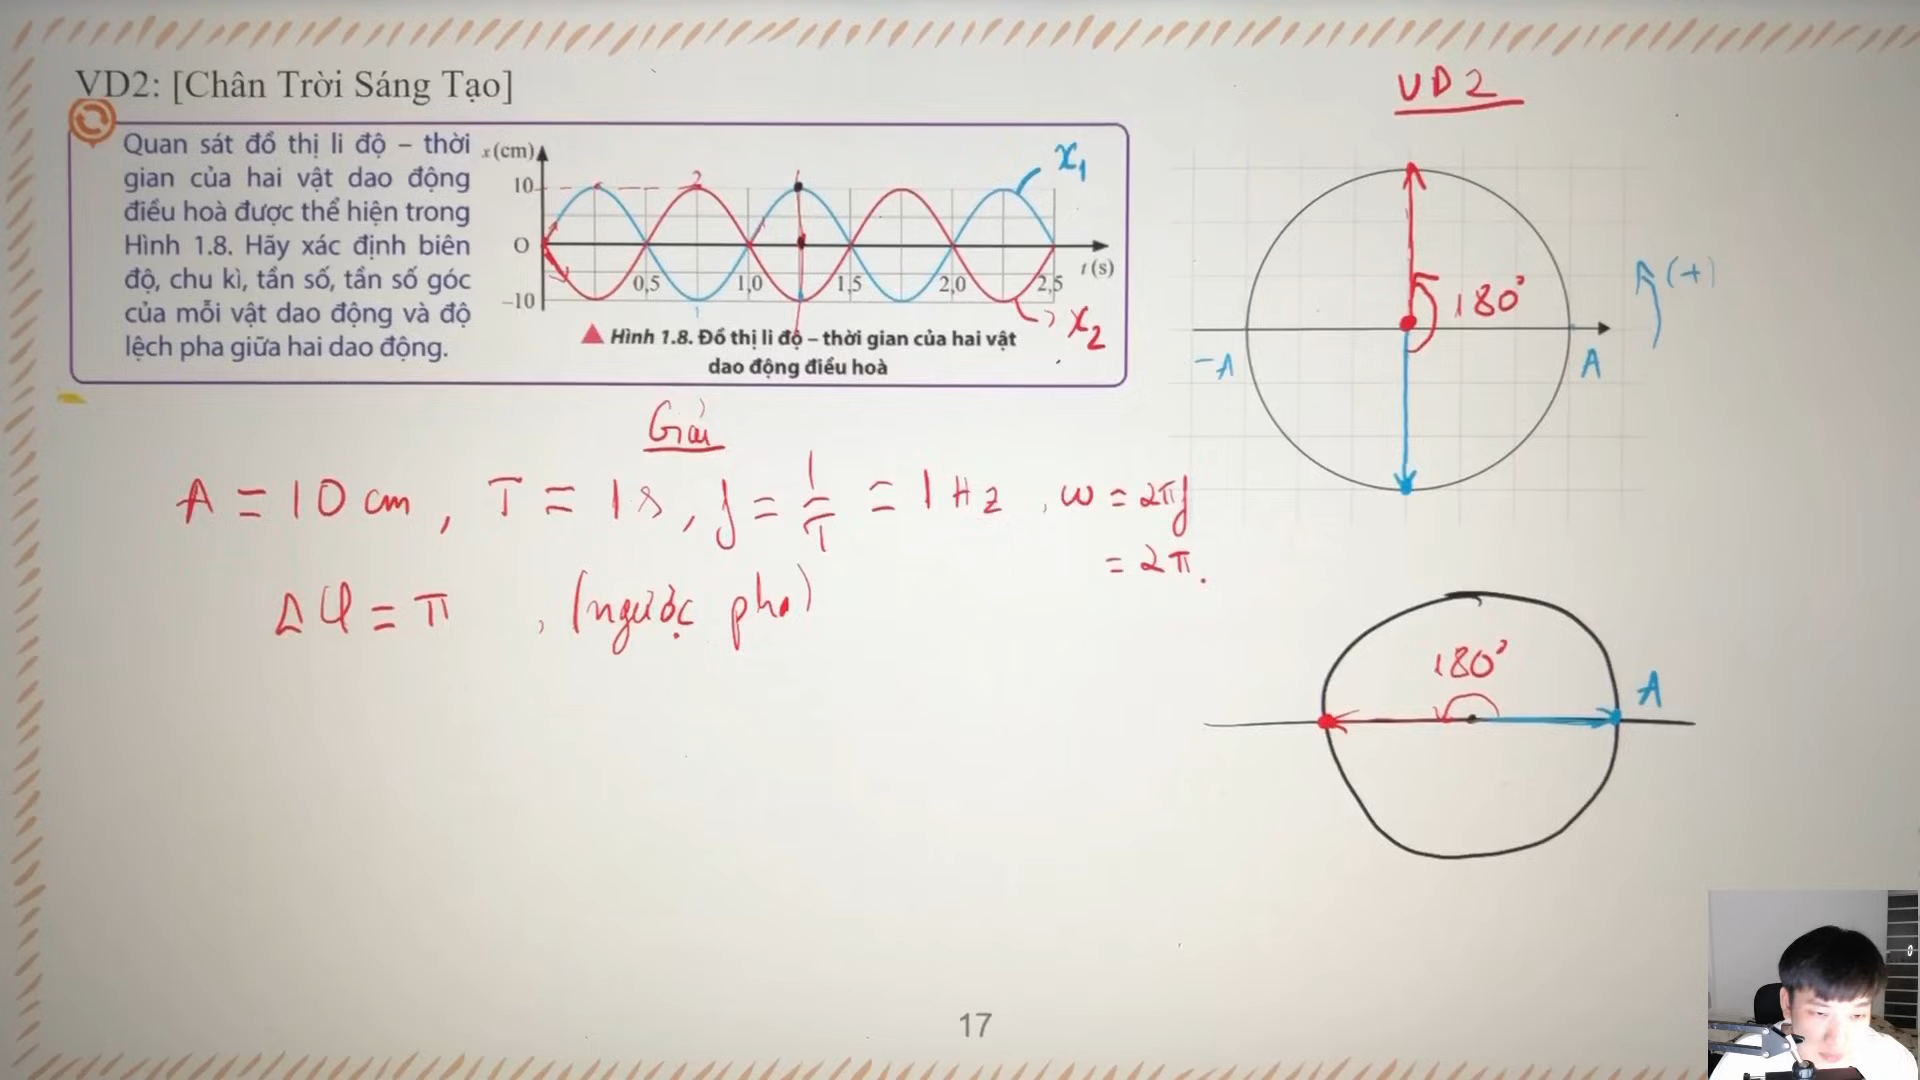 VD2: [Chân Trời Sáng Tạo]
Quan sát đồ thị li độ – thời
gian của hai vật dao động
điều hoà được thể hiện trong
Hình 1.8. Hãy xác định biên
độ, chu kì, tần số, tần số góc
của mỗi vật dao động và độ
lệch pha giữa hai dao động.
x(cm)
10
O
–10
0,5
1,0
1,5
2,0
2,5
t(s)
x1
x2
Hình 1.8. Đồ thị li độ – thời gian của hai vật
dao động điều hoà
VD2
180°
(+)
-A
A
Giải
A = 10 cm, T = 1s, f = 1/T = 1 Hz, ω = 2πf
= 2π.
Δφ = π, (ngược pha)
180°
A
17